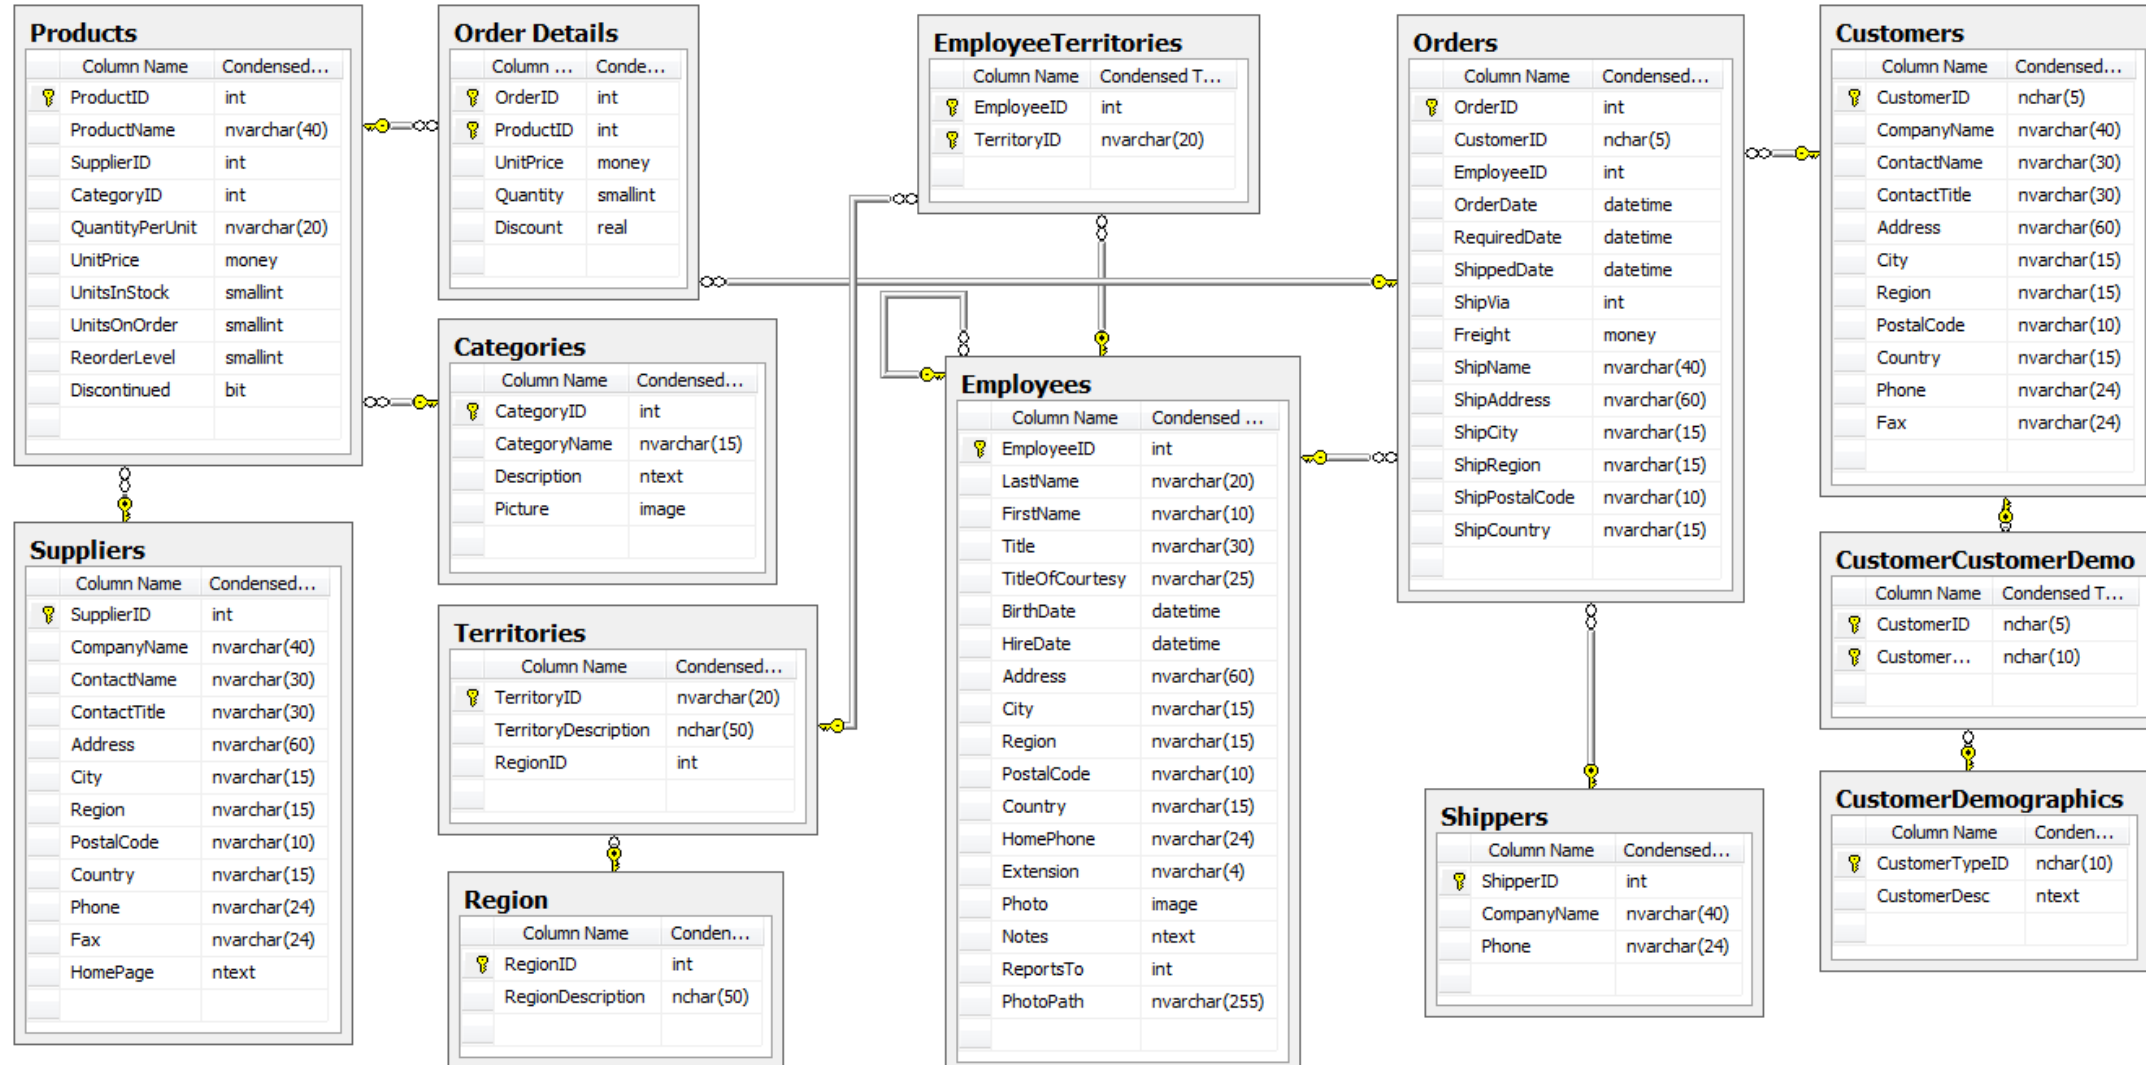 Products
Column Name Condensed...
ProductID int
ProductName nvarchar(40)
SupplierID int
CategoryID int
QuantityPerUnit nvarchar(20)
UnitPrice money
UnitsInStock smallint
UnitsOnOrder smallint
ReorderLevel smallint
Discontinued bit
Suppliers
Column Name Condensed...
SupplierID int
CompanyName nvarchar(40)
ContactName nvarchar(30)
ContactTitle nvarchar(30)
Address nvarchar(60)
City nvarchar(15)
Region nvarchar(15)
PostalCode nvarchar(10)
Country nvarchar(15)
Phone nvarchar(24)
Fax nvarchar(24)
HomePage ntext
Order Details
Column ... Conde...
OrderID int
ProductID int
UnitPrice money
Quantity smallint
Discount real
Categories
Column Name Condensed...
CategoryID int
CategoryName nvarchar(15)
Description ntext
Picture image
Territories
Column Name Condensed...
TerritoryID nvarchar(20)
TerritoryDescription nchar(50)
RegionID int
Region
Column Name Conden...
RegionID int
RegionDescription nchar(50)
EmployeeTerritories
Column Name Condensed T...
EmployeeID int
TerritoryID nvarchar(20)
Employees
Column Name Condensed ...
EmployeeID int
LastName nvarchar(20)
FirstName nvarchar(10)
Title nvarchar(30)
TitleOfCourtesy nvarchar(25)
BirthDate datetime
HireDate datetime
Address nvarchar(60)
City nvarchar(15)
Region nvarchar(15)
PostalCode nvarchar(10)
Country nvarchar(15)
HomePhone nvarchar(24)
Extension nvarchar(4)
Photo image
Notes ntext
ReportsTo int
PhotoPath nvarchar(255)
Orders
Column Name Condensed...
OrderID int
CustomerID nchar(5)
EmployeeID int
OrderDate datetime
RequiredDate datetime
ShippedDate datetime
ShipVia int
Freight money
ShipName nvarchar(40)
ShipAddress nvarchar(60)
ShipCity nvarchar(15)
ShipRegion nvarchar(15)
ShipPostalCode nvarchar(10)
ShipCountry nvarchar(15)
Shippers
Column Name Condensed...
ShipperID int
CompanyName nvarchar(40)
Phone nvarchar(24)
Customers
Column Name Condensed...
CustomerID nchar(5)
CompanyName nvarchar(40)
ContactName nvarchar(30)
ContactTitle nvarchar(30)
Address nvarchar(60)
City nvarchar(15)
Region nvarchar(15)
PostalCode nvarchar(10)
Country nvarchar(15)
Phone nvarchar(24)
Fax nvarchar(24)
CustomerCustomerDemo
Column Name Condensed T...
CustomerID nchar(5)
Customer... nchar(10)
CustomerDemographics
Column Name Conden...
CustomerTypeID nchar(10)
CustomerDesc ntext